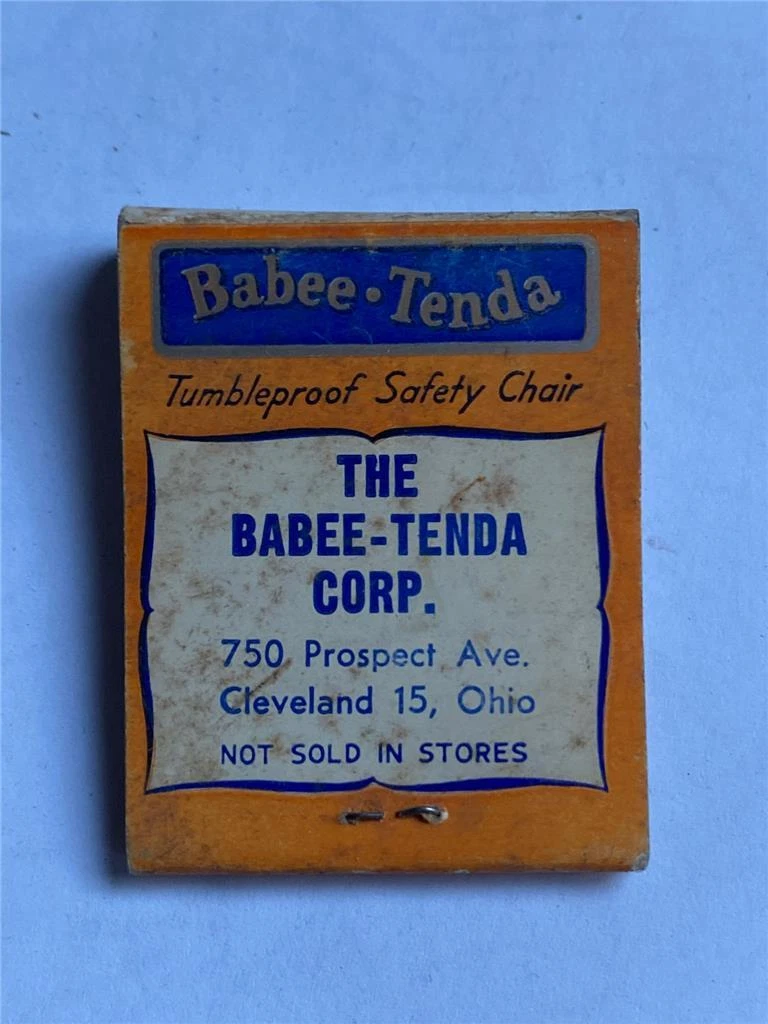 Babee • Tenda
Tumbleproof Safety Chair
THE
BABEE-TENDA
CORP.
750 Prospect Ave.
Cleveland 15, Ohio
NOT SOLD IN STORES